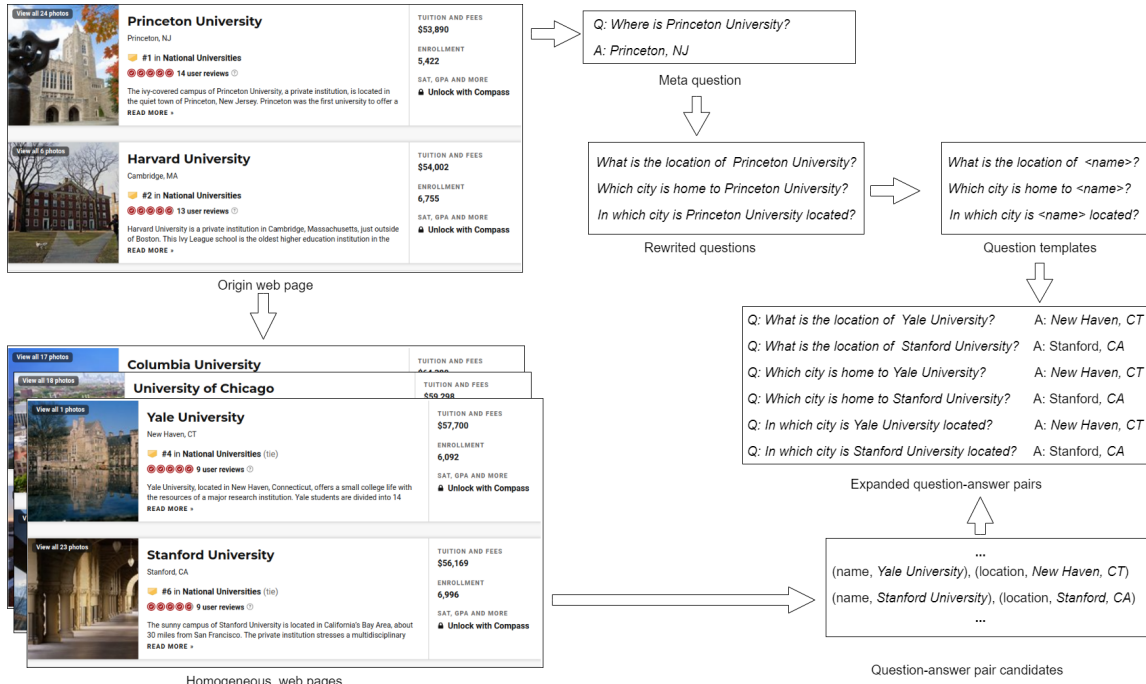 View all 24 photos
Princeton University
Princeton, NJ
#1 in National Universities
14 user reviews
The ivy-covered campus of Princeton University, a private institution, is located in
the quiet town of Princeton, New Jersey. Princeton was the first university to offer a
READ MORE »
TUITION AND FEES
$53,890
ENROLLMENT
5,422
SAT, GPA AND MORE
Unlock with Compass
View all 6 photos
Harvard University
Cambridge, MA
#2 in National Universities
13 user reviews
Harvard University is a private institution in Cambridge, Massachusetts, just outside
of Boston. This Ivy League school is the oldest higher education institution in the
READ MORE »
TUITION AND FEES
$54,002
ENROLLMENT
6,755
SAT, GPA AND MORE
Unlock with Compass
Origin web page
Q: Where is Princeton University?
A: Princeton, NJ
Meta question
What is the location of Princeton University?
Which city is home to Princeton University?
In which city is Princeton University located?
Rewrited questions
What is the location of <name>?
Which city is home to <name>?
In which city is <name> located?
Question templates
Q: What is the location of Yale University? A: New Haven, CT
Q: What is the location of Stanford University? A: Stanford, CA
Q: Which city is home to Yale University? A: New Haven, CT
Q: Which city is home to Stanford University? A: Stanford, CA
Q: In which city is Yale University located? A: New Haven, CT
Q: In which city is Stanford University located? A: Stanford, CA
Expanded question-answer pairs
View all 17 photos
Columbia University
TUITION AND FEES
View all 18 photos
University of Chicago
TUITION AND FEES
$59,298
View all 1 photos
Yale University
New Haven, CT
#4 in National Universities (tie)
9 user reviews
Yale University, located in New Haven, Connecticut, offers a small college life with
the resources of a major research institution. Yale students are divided into 14
READ MORE »
TUITION AND FEES
$57,700
ENROLLMENT
6,092
SAT, GPA AND MORE
Unlock with Compass
View all 23 photos
Stanford University
Stanford, CA
#6 in National Universities (tie)
9 user reviews
The sunny campus of Stanford University is located in California's Bay Area, about
30 miles from San Francisco. The private institution stresses a multidisciplinary
READ MORE »
TUITION AND FEES
$56,169
ENROLLMENT
6,996
SAT, GPA AND MORE
Unlock with Compass
Homogeneous web pages
...
(name, Yale University), (location, New Haven, CT)
(name, Stanford University), (location, Stanford, CA)
...
Question-answer pair candidates